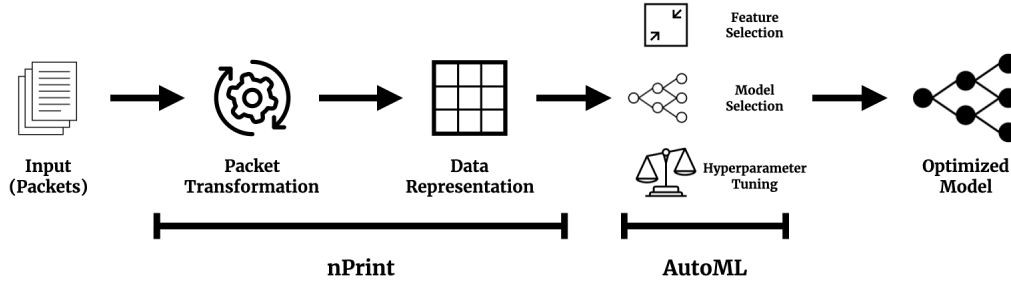 Feature
Selection
Model
Selection
Hyperparameter
Tuning
Input
(Packets)
Packet
Transformation
Data
Representation
Optimized
Model
nPrint
AutoML